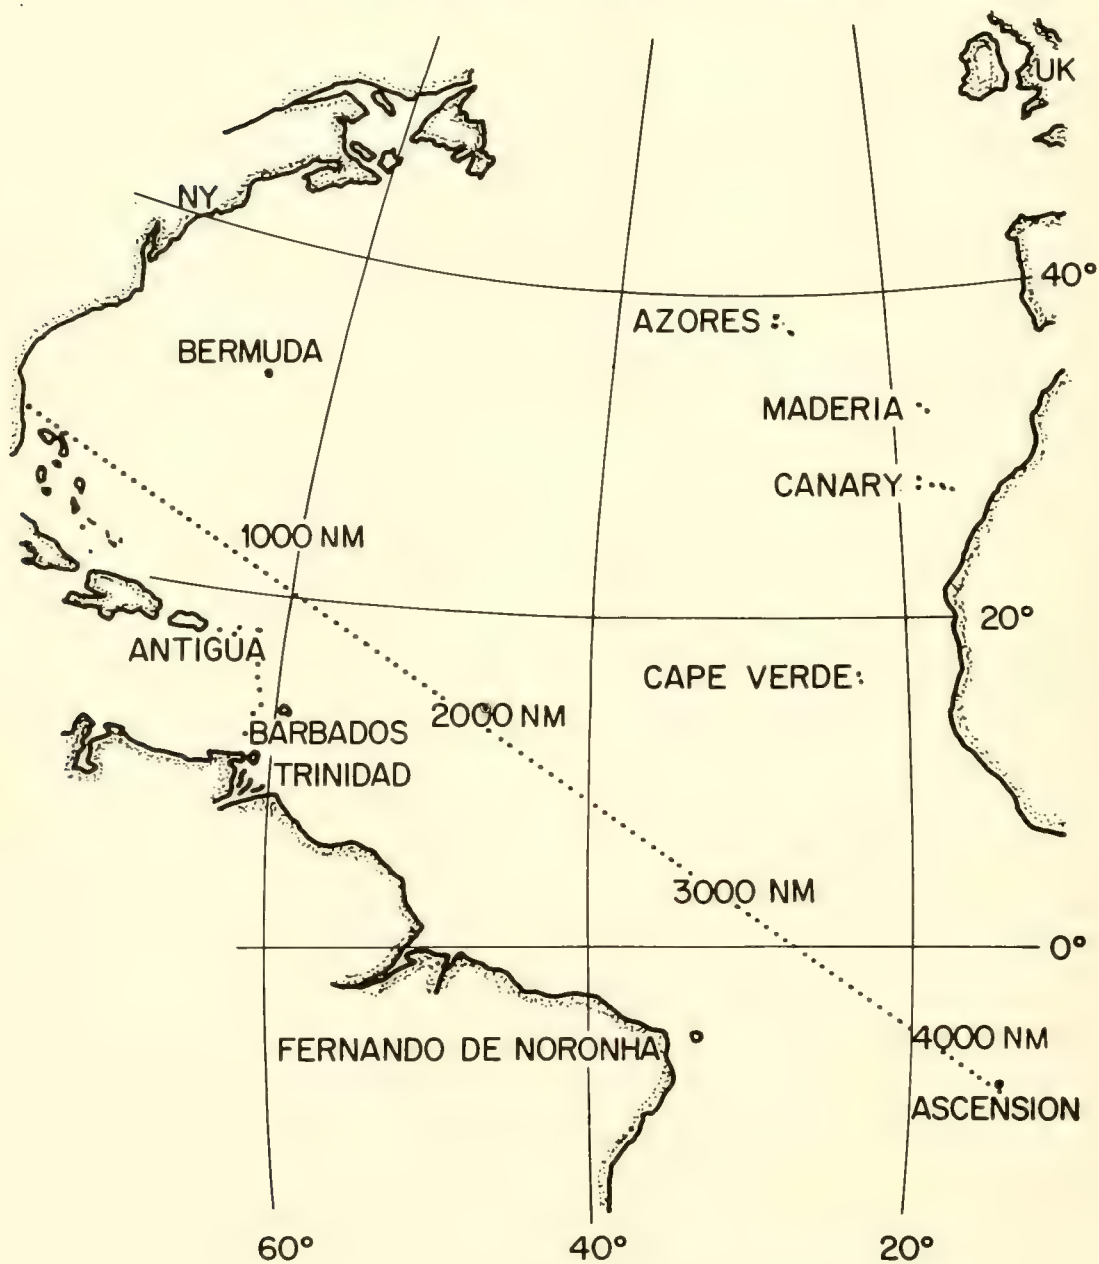 UK
NY
40°
AZORES
BERMUDA
MADERIA
CANARY
1000 NM
20°
ANTIGUA
CAPE VERDE
2000 NM
BARBADOS
TRINIDAD
3000 NM
0°
4000 NM
FERNANDO DE NORONHA
ASCENSION
60° 40° 20°